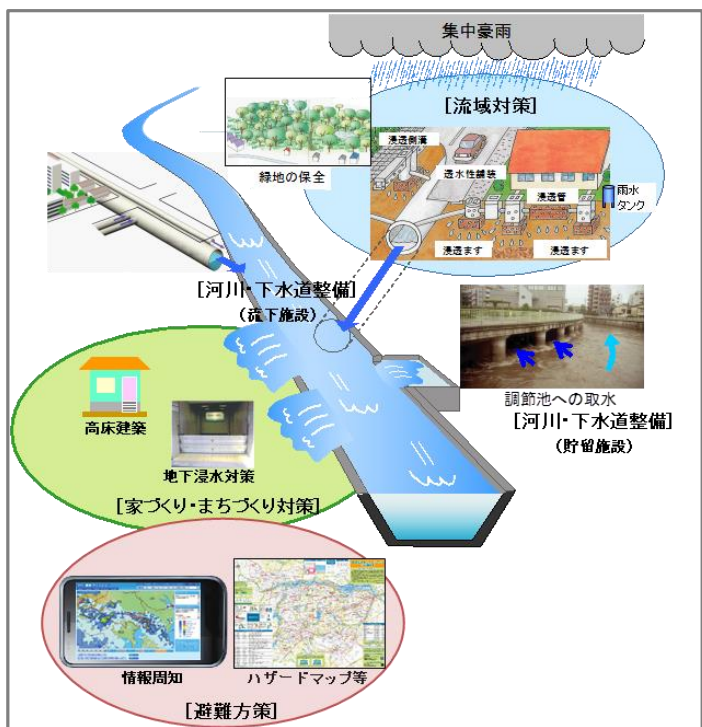 集中豪雨
[流域対策]
緑地の保全
浸透側溝
透水性舗装
浸透管
雨水
タンク
浸透ます
浸透ます
[河川・下水道整備]
(流下施設)
調節池への取水
[河川・下水道整備]
(貯留施設)
高床建築
地下浸水対策
[家づくり・まちづくり対策]
情報周知
ハザードマップ等
[避難方策]